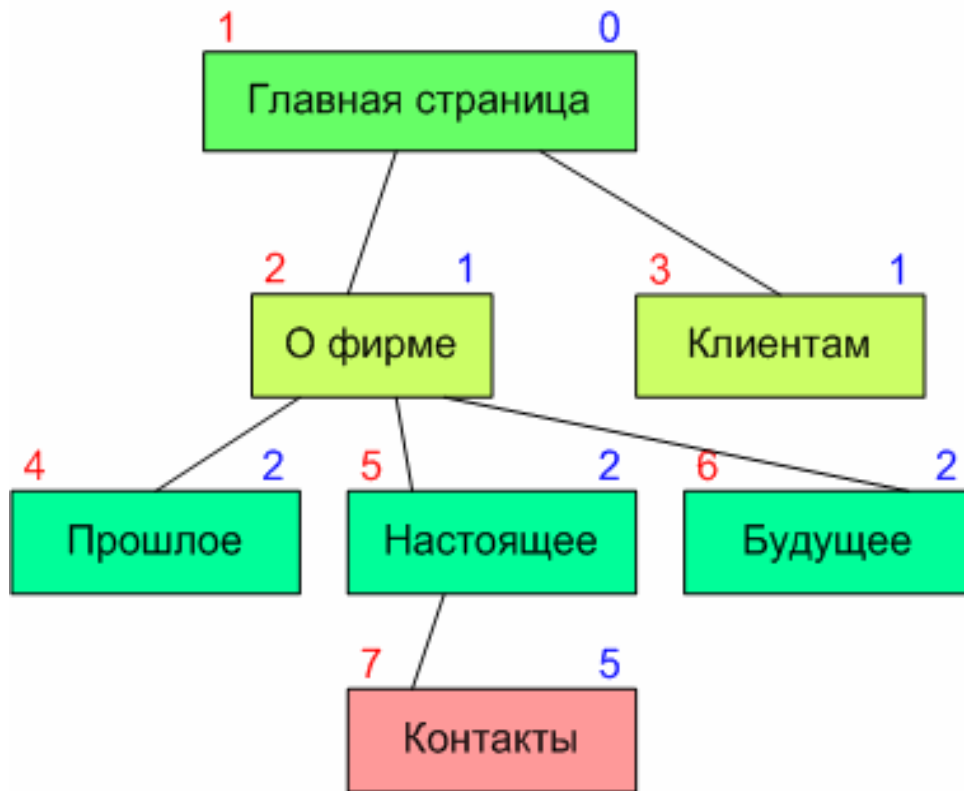 1 0
Главная страница
2 1 3 1
О фирме Клиентам
4 2 5 2 6 2
Прошлое Настоящее Будущее
7 5
Контакты